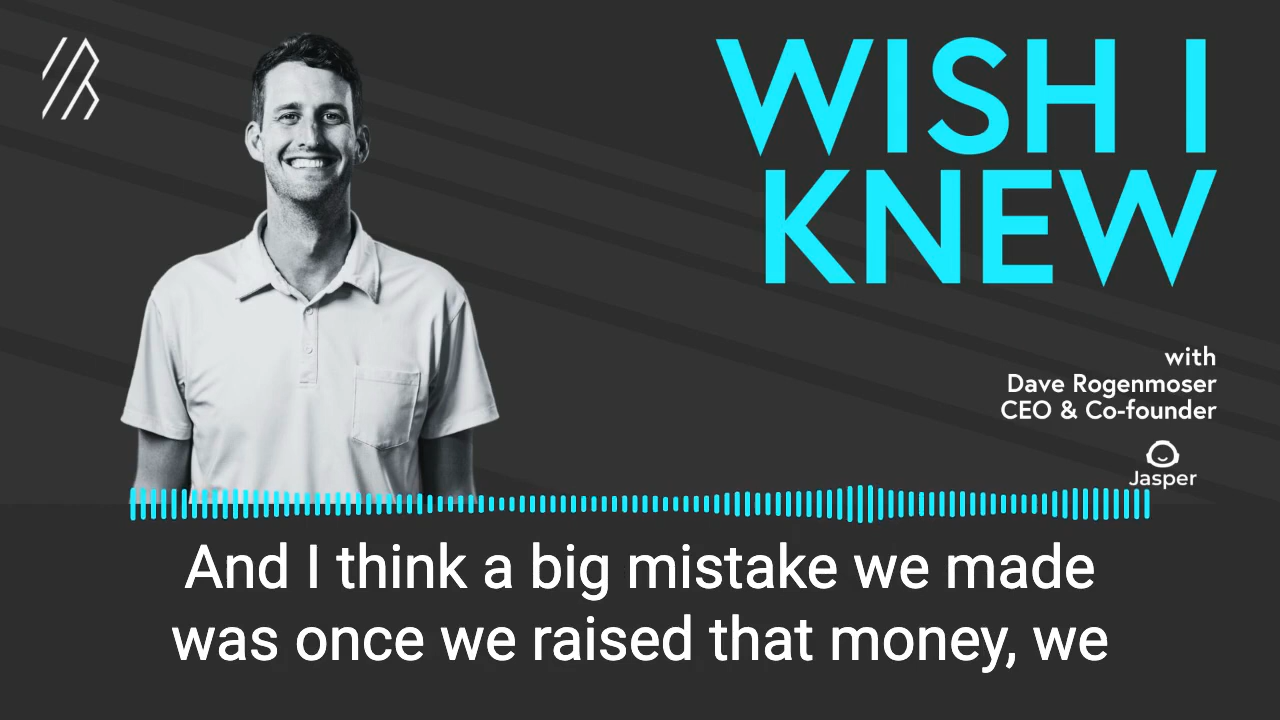 WISH I
KNEW
with
Dave Rogenmoser
CEO & Co-founder
Jasper
And I think a big mistake we made
was once we raised that money, we